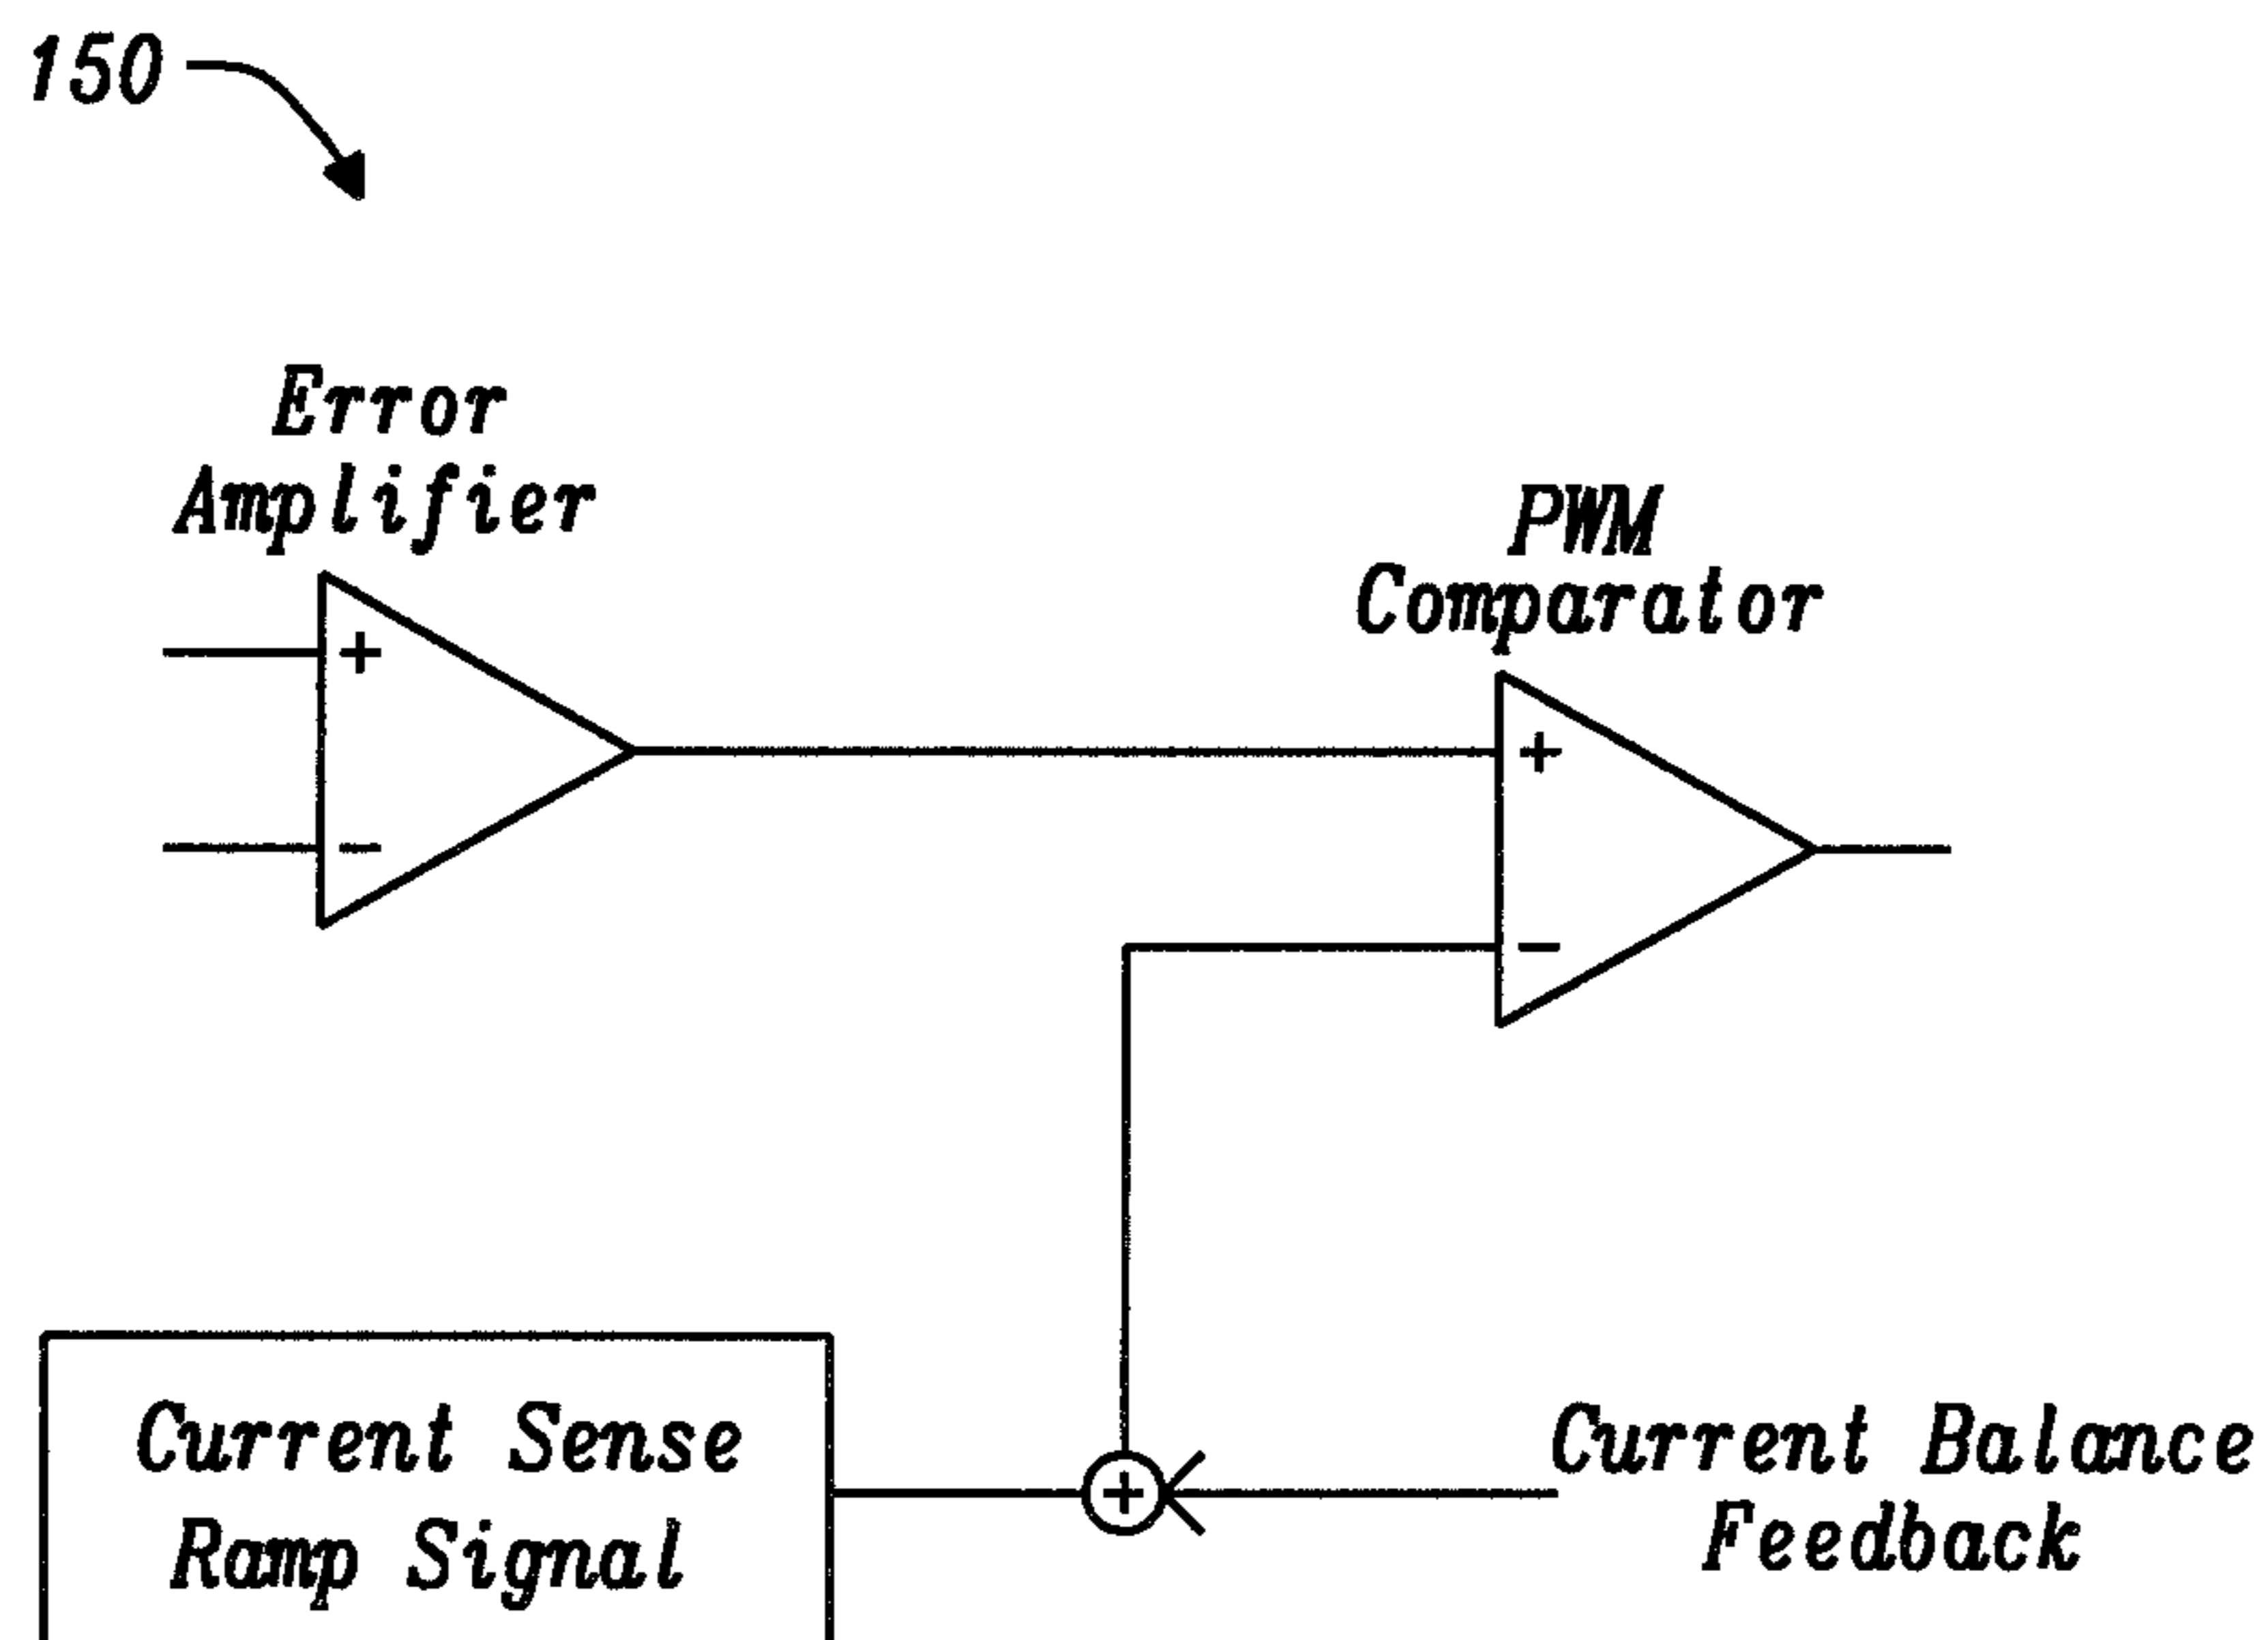 150
Error
Amplifier
PWM
Comparator
+
-
+
-
Current Sense
Ramp Signal
+
Current Balance
Feedback